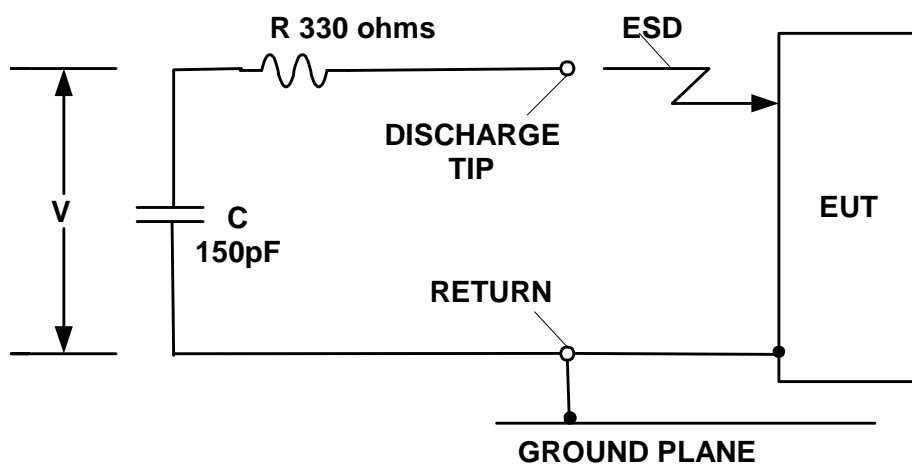 R 330 ohms
ESD
DISCHARGE
TIP
V
C
150pF
EUT
RETURN
GROUND PLANE